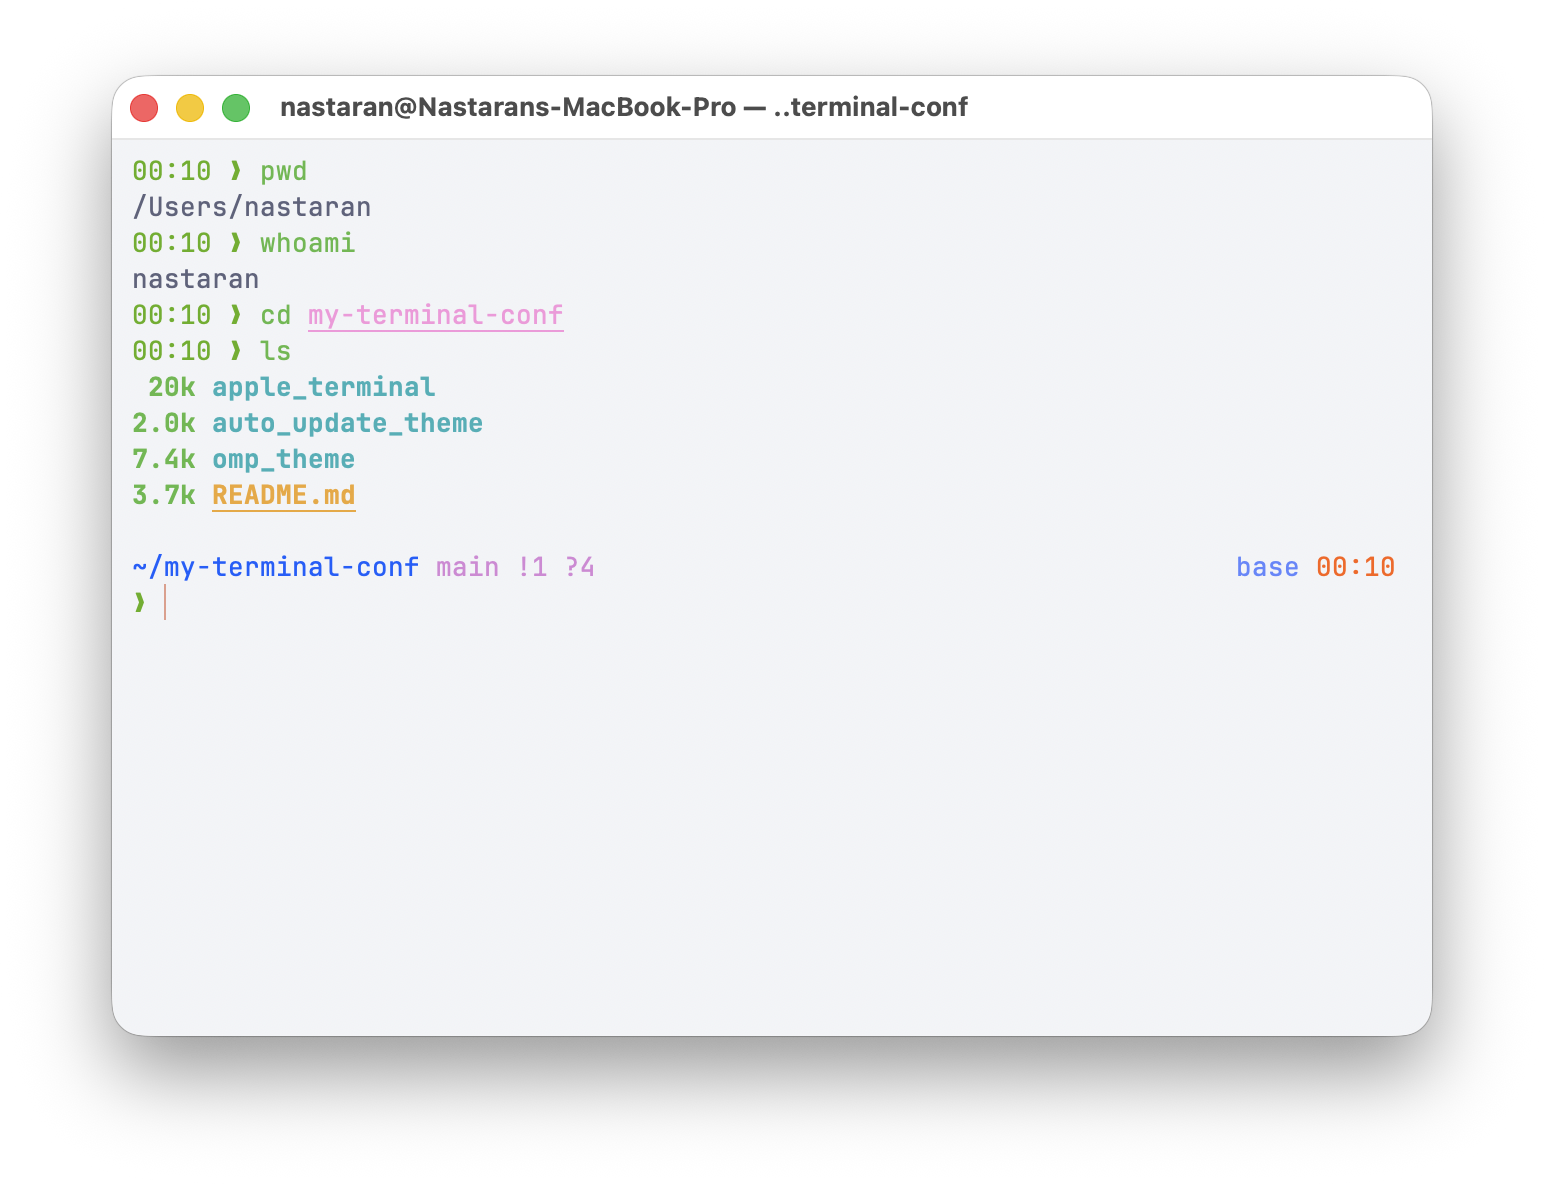 nastaran@Nastarans-MacBook-Pro — ..terminal-conf
00:10 ❱ pwd
/Users/nastaran
00:10 ❱ whoami
nastaran
00:10 ❱ cd my-terminal-conf
00:10 ❱ ls
 20k apple_terminal
2.0k auto_update_theme
7.4k omp_theme
3.7k README.md
~/my-terminal-conf main !1 ?4 base 00:10
❱